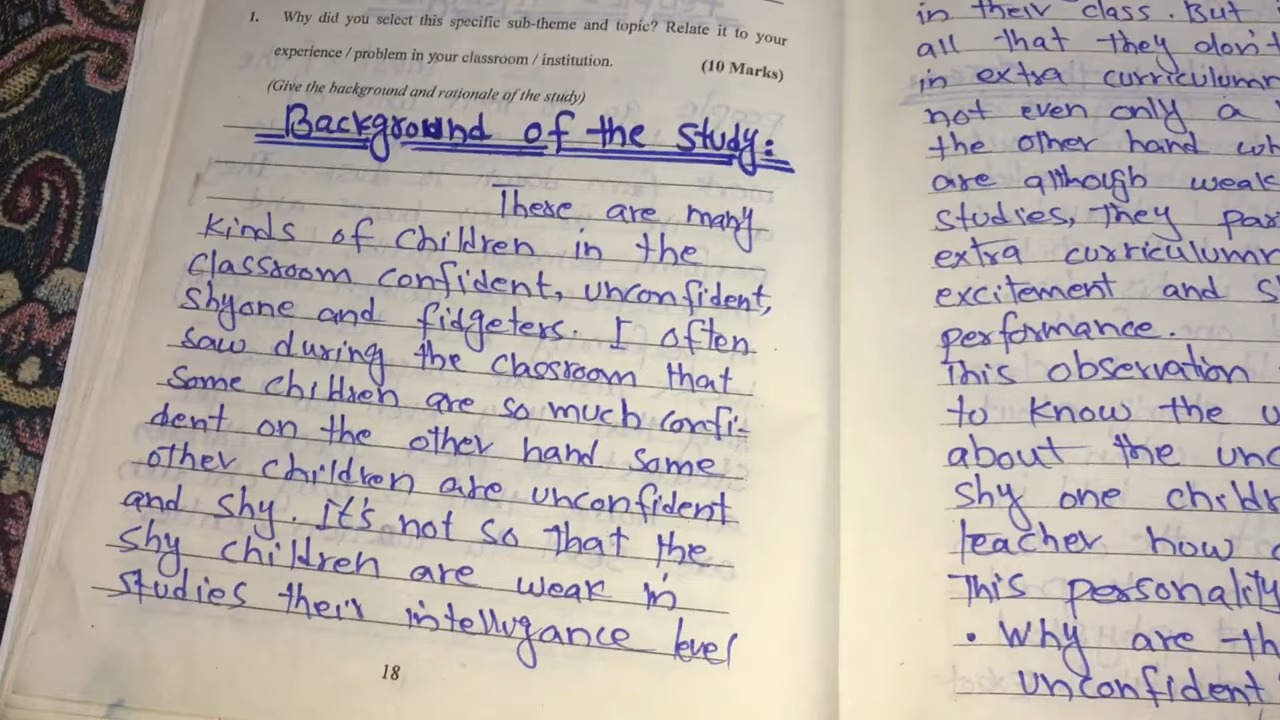 1. Why did you select this specific sub-theme and topic? Relate it to your
experience / problem in your classroom / institution.
(10 Marks)
(Give the background and rationale of the study)
Background of the study:
These are many
kinds of children in the
classroom confident, unconfident,
shyone and fidgeters. I often
saw during the classroom that
some children are so much confi-
dent on the other hand some
other children are unconfident
and shy. it's not so that the
shy children are weak in
studies their intellygance level
18
in their class. But
all that they don't
in extra curriculumr
not even only a
the other hand wh
are although weak
studies, they par
extra curriculumr
excitement and s
performance.
This observation
to know the u
about the unc
shy one childr
teacher how
This personality
• Why are th
unconfident